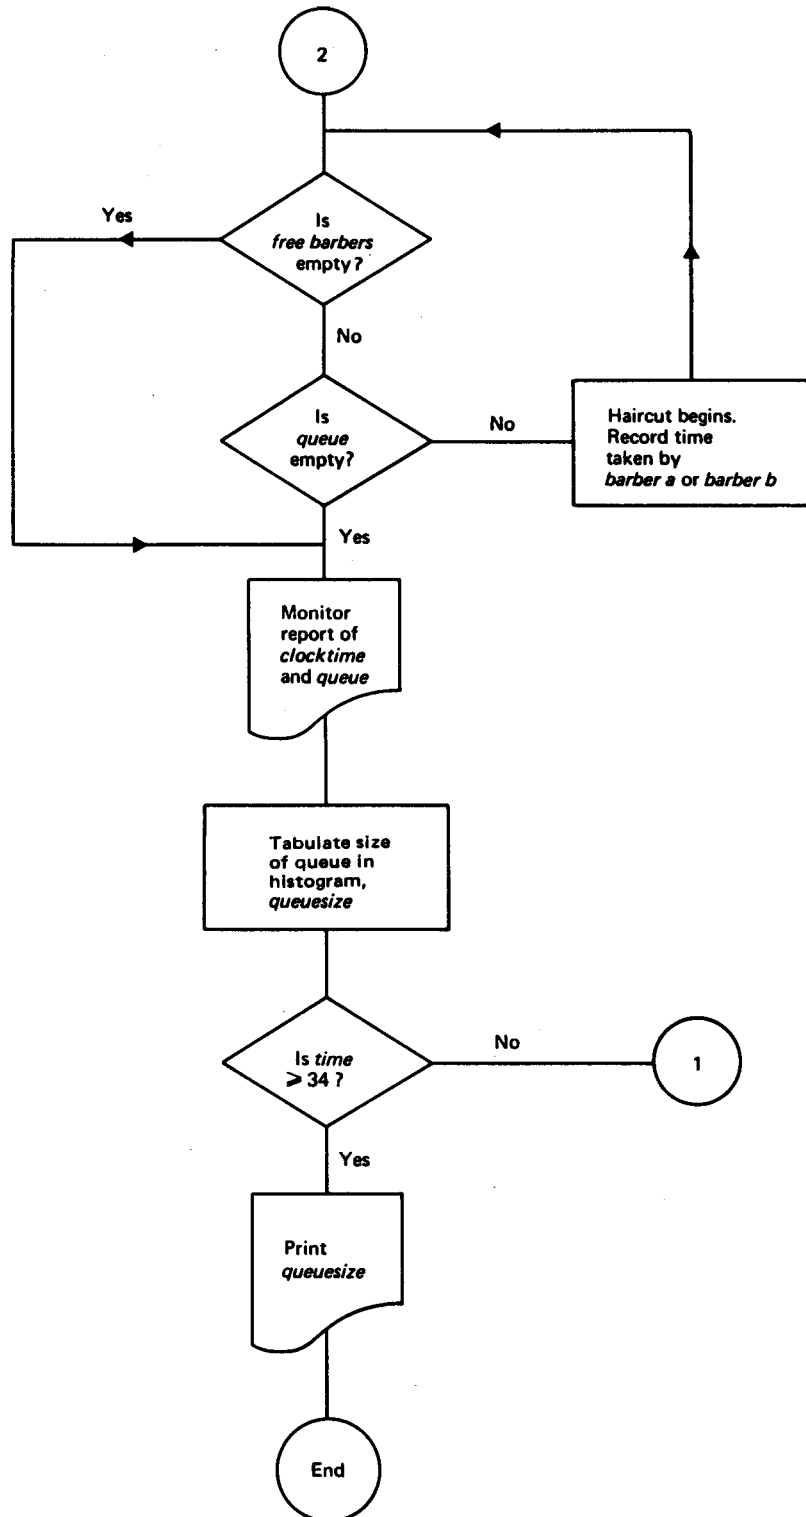 2
Yes
Is
free barbers
empty?
No
Is
queue
empty?
No
Haircut begins.
Record time
taken by
barber a or barber b
Yes
Monitor
report of
clocktime
and queue
Tabulate size
of queue in
histogram,
queuesize
Is time
⩾ 34 ?
No
1
Yes
Print
queuesize
End